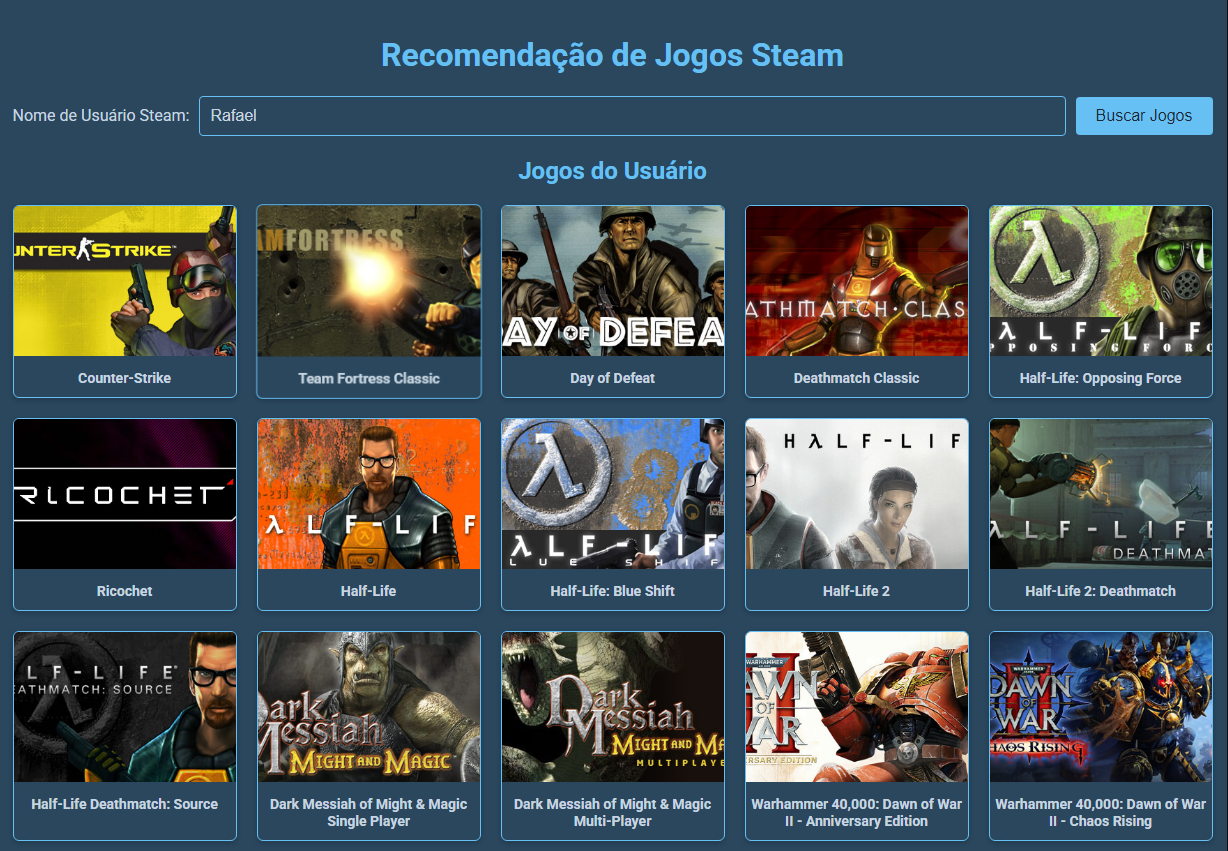 Recomendação de Jogos Steam
Nome de Usuário Steam: Rafael Buscar Jogos
Jogos do Usuário
UNTER STRIKE
AMFORTRESS
DAY OF DEFEA
ATHMATCH·CLAS
λLF-LIF
PPOSING FORC
Counter-Strike
Team Fortress Classic
Day of Defeat
Deathmatch Classic
Half-Life: Opposing Force
RICOCHET
λLF-LIF
λLF-LIF
LUE SHIF
HλLF-LIF
λLF-LIFE
DEATHMAT
Ricochet
Half-Life
Half-Life: Blue Shift
Half-Life 2
Half-Life 2: Deathmatch
LF-LIFE
EATHMATCH: SOURCE
Dark
Messiah
MIGHT AND MAGIC
Dark
Messiah
MIGHT AND MA
MULTIPLAYE
WARHAMMER
AWN
OF
WAR
II
RSARY EDITION
WARHAMMER
DAWN
OF
WAR
II
HAOS RISING
Half-Life Deathmatch: Source
Dark Messiah of Might & Magic
Single Player
Dark Messiah of Might & Magic
Multi-Player
Warhammer 40,000: Dawn of War
II - Anniversary Edition
Warhammer 40,000: Dawn of War
II - Chaos Rising